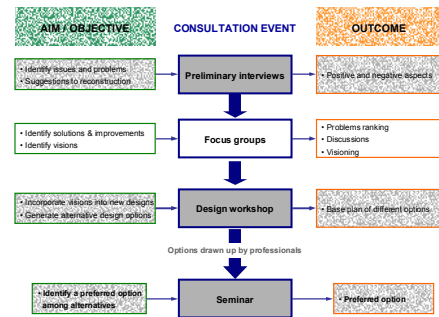 AIM / OBJECTIVE CONSULTATION EVENT OUTCOME
• Identify issues and problems
• Suggestions to reconstruction
Preliminary interviews
• Positive and negative aspects
• Identify solutions & improvements
• Identify visions
Focus groups
• Problems ranking
• Discussions
• Visioning
• Incorporate visions into new designs
• Generate alternative design options
Design workshop
• Base plan of different options
Options drawn up by professionals
• Identify a preferred option
among alternatives
Seminar
• Preferred option